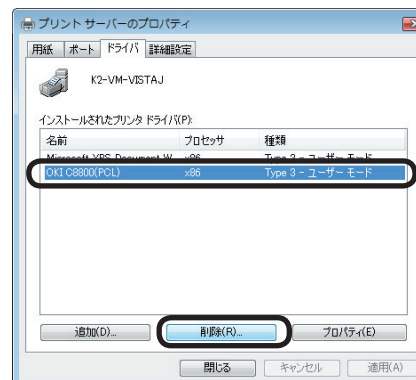 プリント サーバーのプロパティ
用紙 ポート ドライバ 詳細設定
K2-VM-VISTAJ
インストールされたプリンタ ドライバ(P):
名前 プロセッサ 種類
Microsoft XPS Document W... x86 Type 3 - ユーザー モード
OKI C8800(PCL) x86 Type 3 - ユーザー モード
追加(D)... 削除(R)... プロパティ(E)
閉じる キャンセル 適用(A)